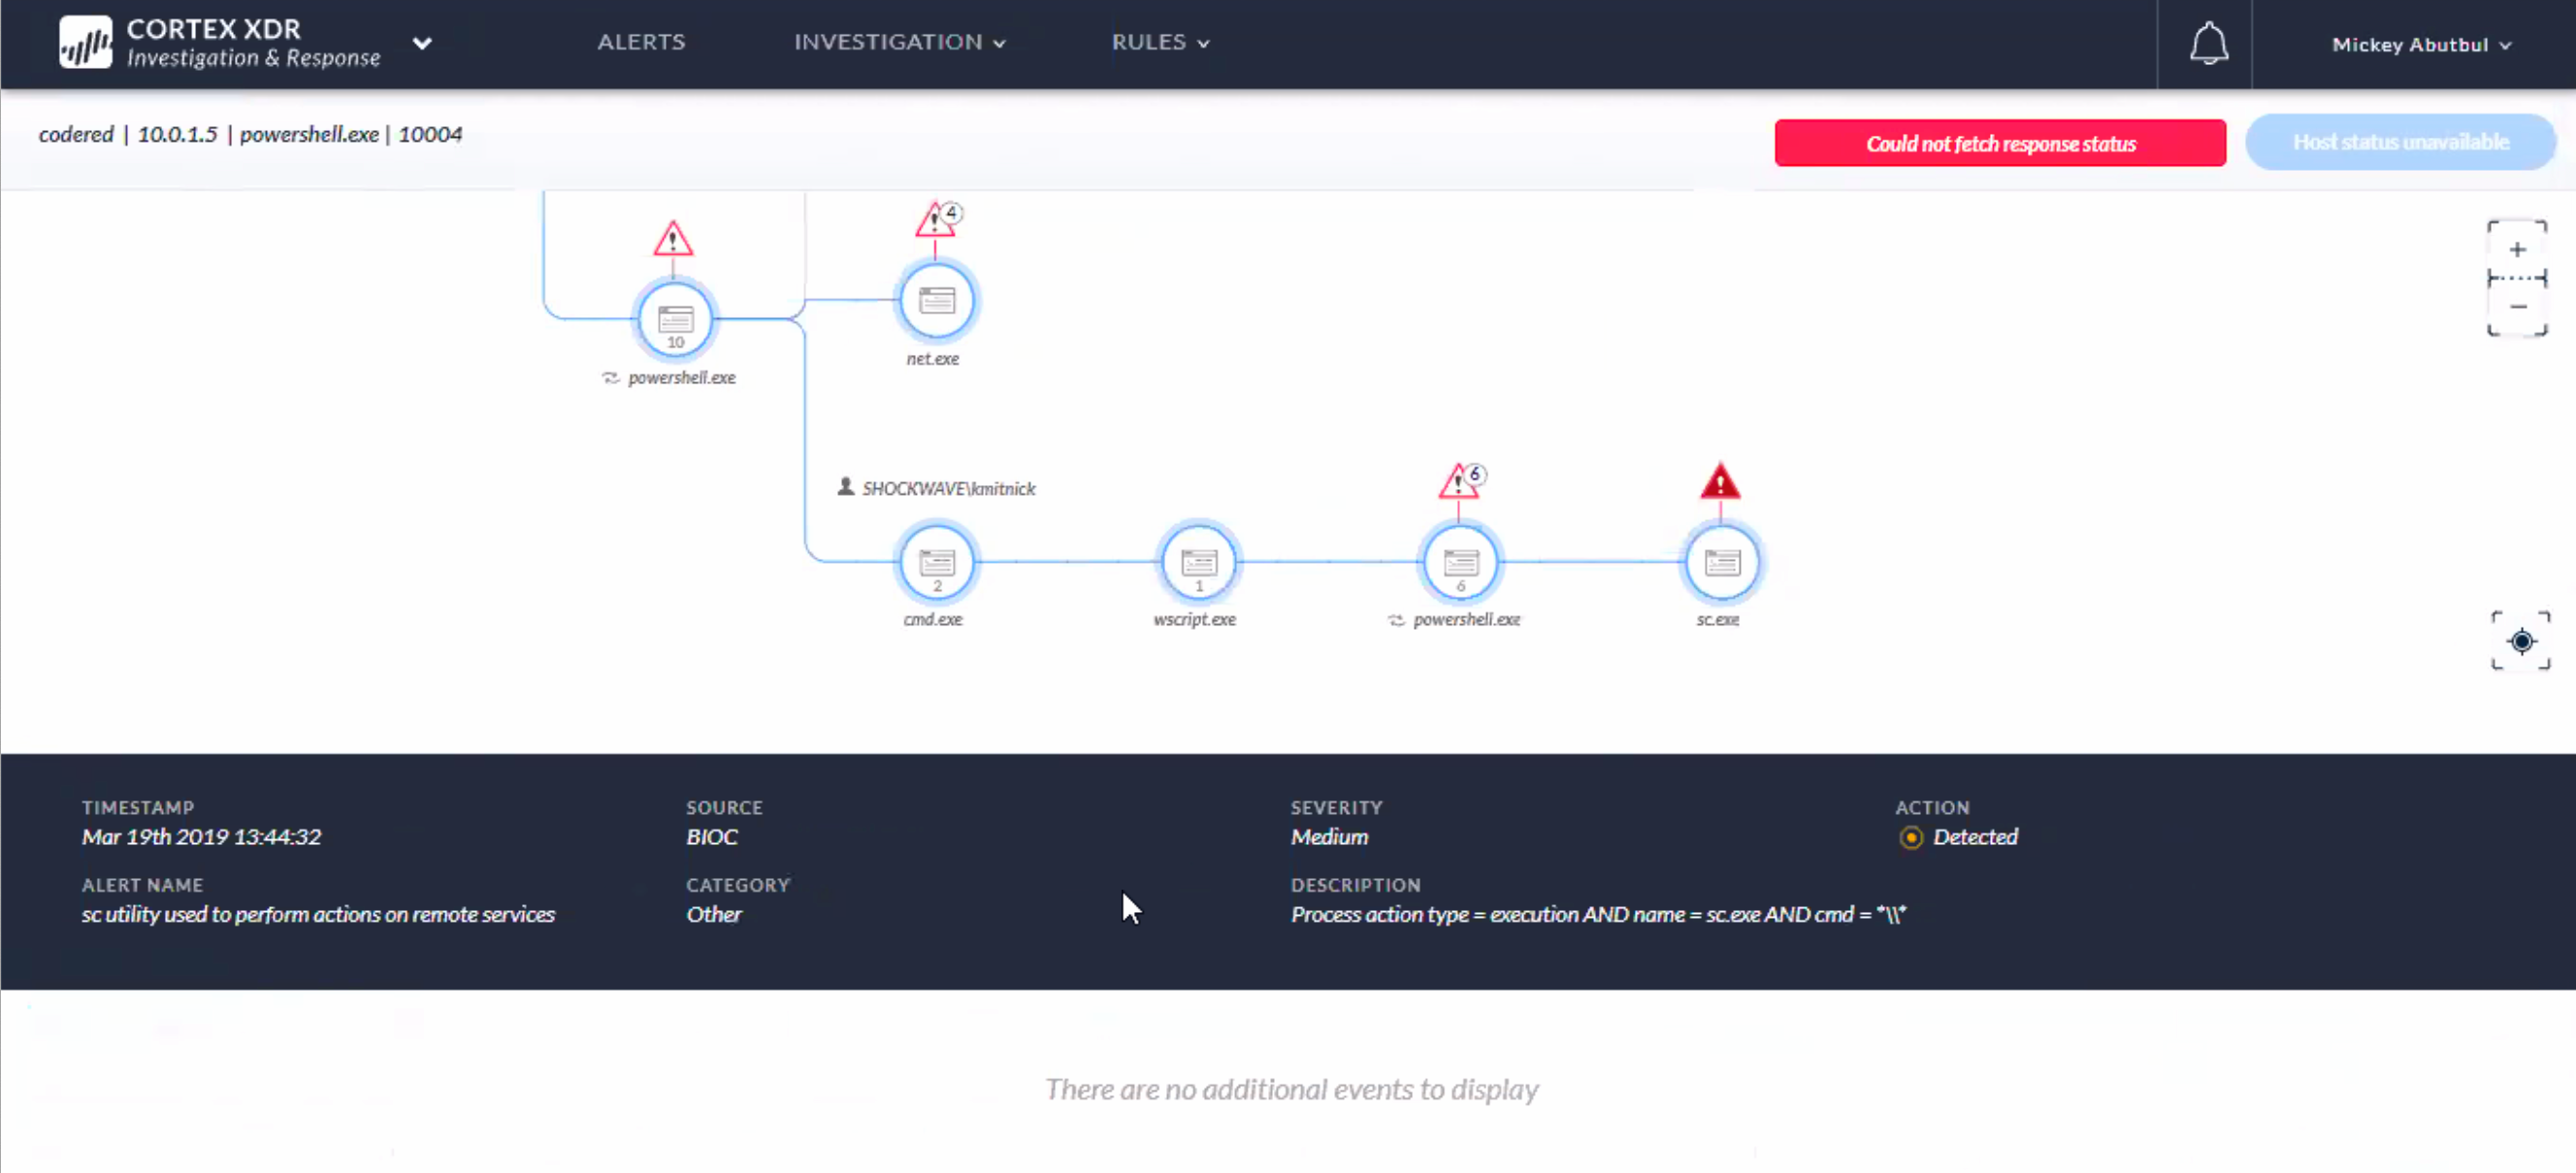 CORTEX XDR
Investigation & Response
ALERTS
INVESTIGATION
RULES
Mickey Abutbul
codered | 10.0.1.5 | powershell.exe | 10004
Could not fetch response status
Host status unavailable
4
10
powershell.exe
net.exe
SHOCKWAVE\kmitnick
6
2
1
6
cmd.exe
wscript.exe
powershell.exe
sc.exe
TIMESTAMP
Mar 19th 2019 13:44:32
SOURCE
BIOC
SEVERITY
Medium
ACTION
Detected
ALERT NAME
sc utility used to perform actions on remote services
CATEGORY
Other
DESCRIPTION
Process action type = execution AND name = sc.exe AND cmd = *\\*
There are no additional events to display